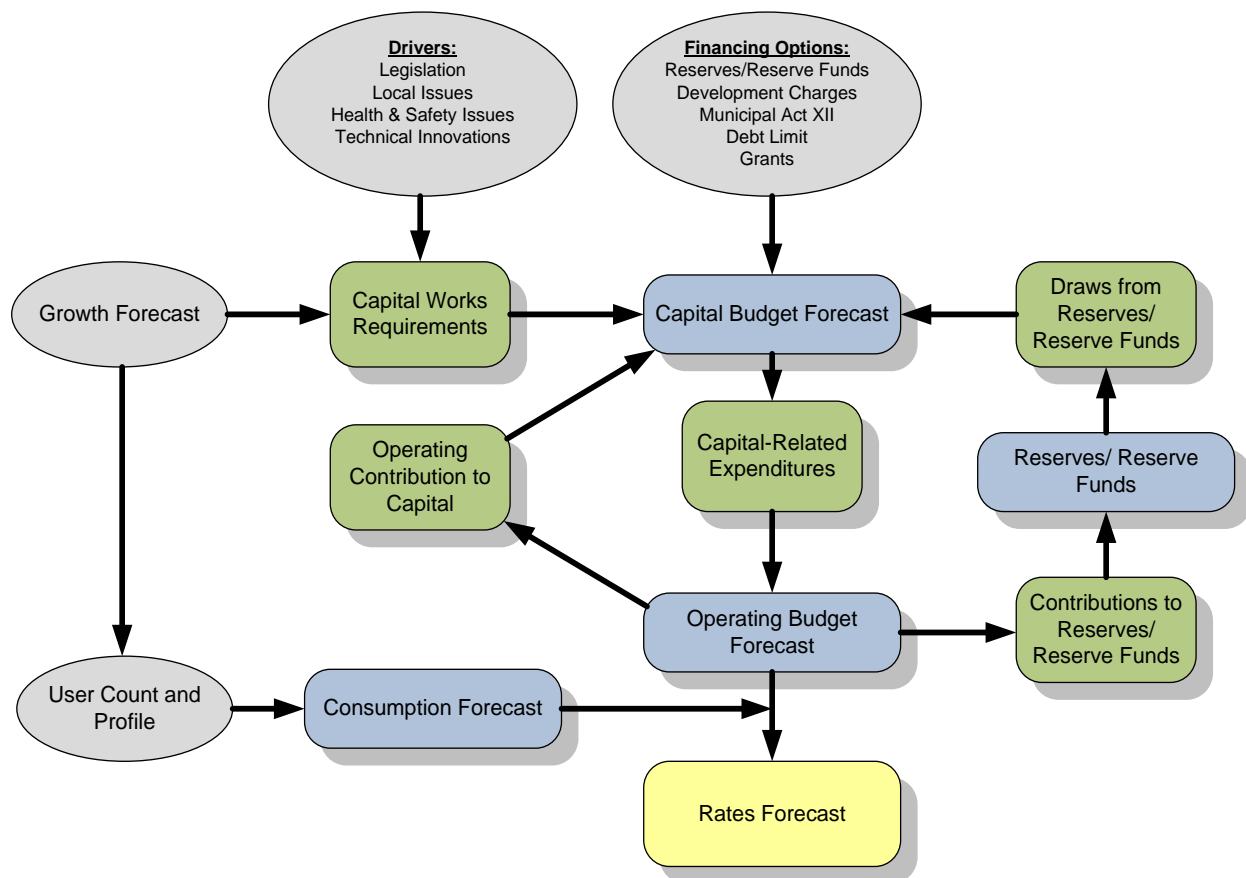 Drivers:
Legislation
Local Issues
Health & Safety Issues
Technical Innovations
Financing Options:
Reserves/Reserve Funds
Development Charges
Municipal Act XII
Debt Limit
Grants
Growth Forecast
Capital Works
Requirements
Capital Budget Forecast
Draws from
Reserves/
Reserve Funds
Operating
Contribution to
Capital
Capital-Related
Expenditures
Reserves/ Reserve
Funds
Operating Budget
Forecast
Contributions to
Reserves/
Reserve Funds
User Count and
Profile
Consumption Forecast
Rates Forecast